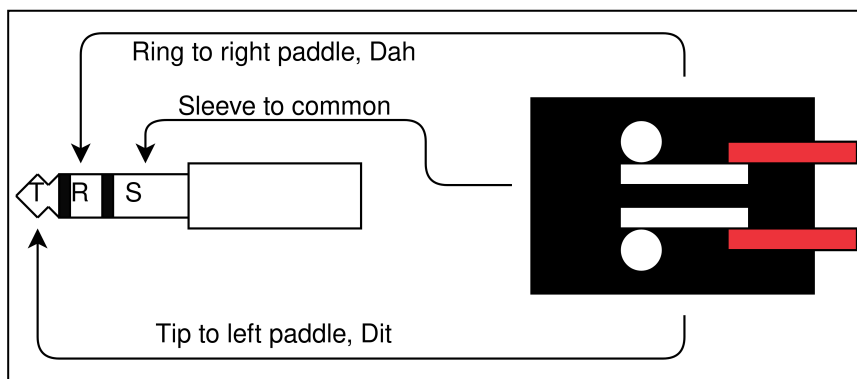 Ring to right paddle, Dah
Sleeve to common
T R S
Tip to left paddle, Dit